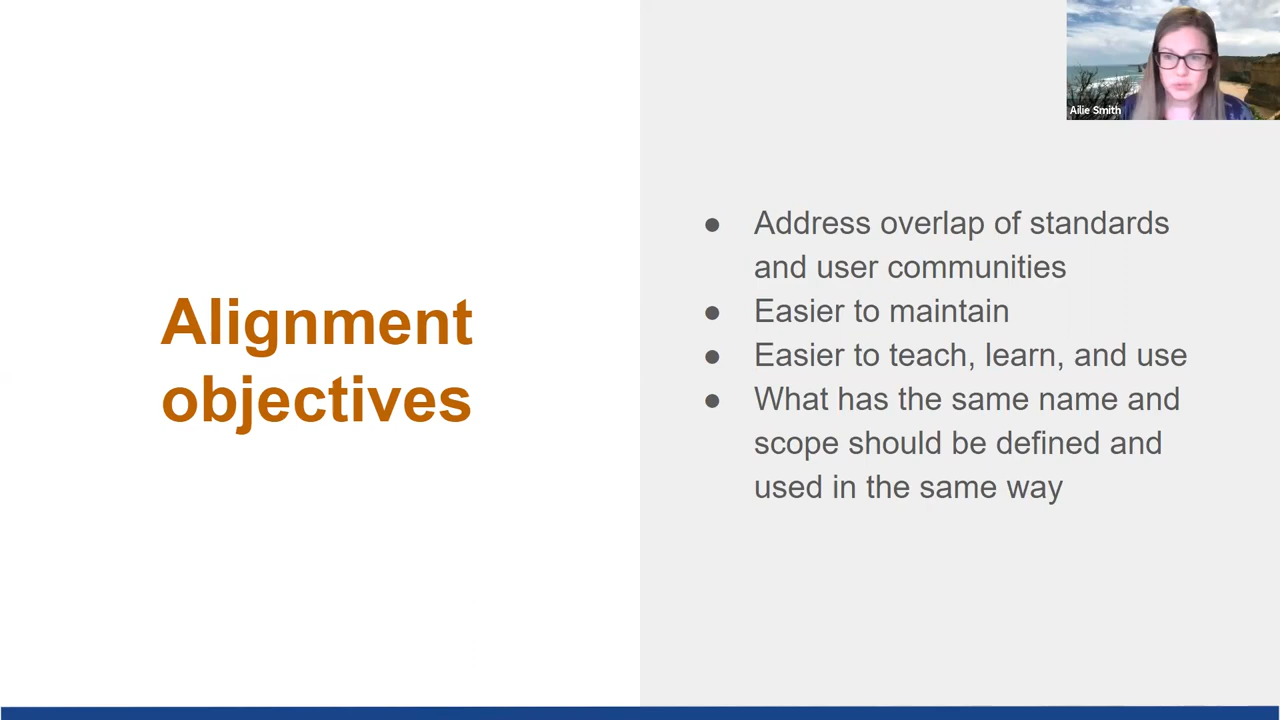 Ailie Smith
Alignment
objectives
● Address overlap of standards
and user communities
● Easier to maintain
● Easier to teach, learn, and use
● What has the same name and
scope should be defined and
used in the same way